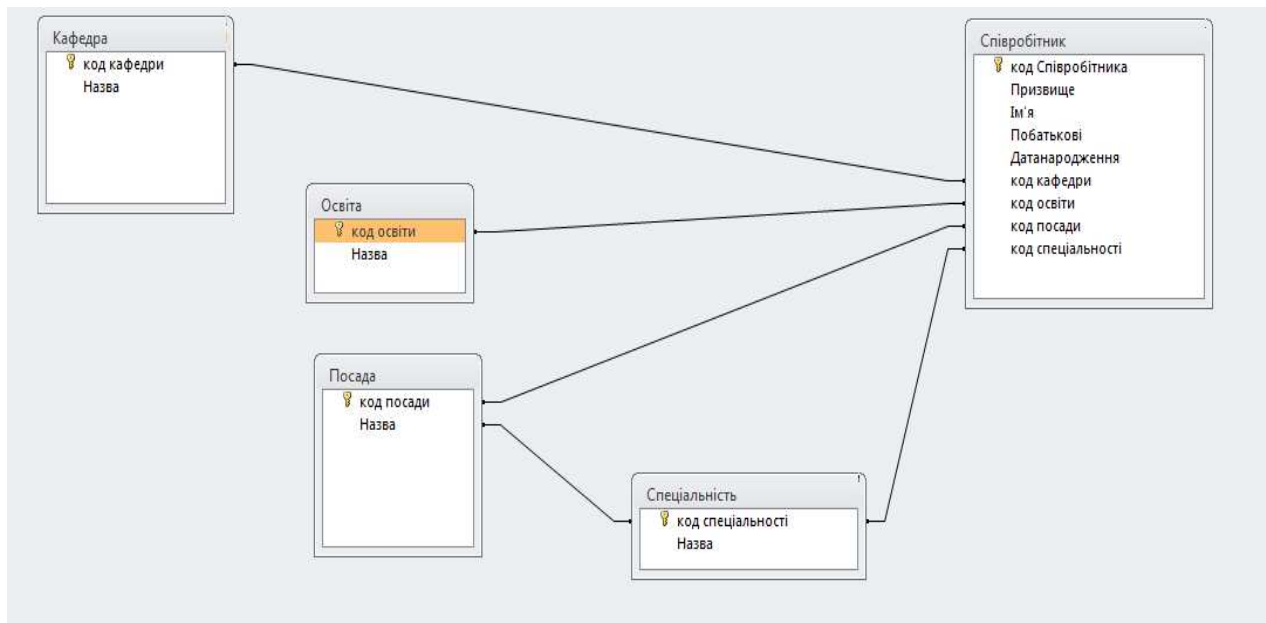 Кафедра
код кафедри
Назва
Освіта
код освіти
Назва
Посада
код посади
Назва
Спеціальність
код спеціальності
Назва
Співробітник
код Співробітника
Призвище
Ім'я
Побатькові
Датанародження
код кафедри
код освіти
код посади
код спеціальності